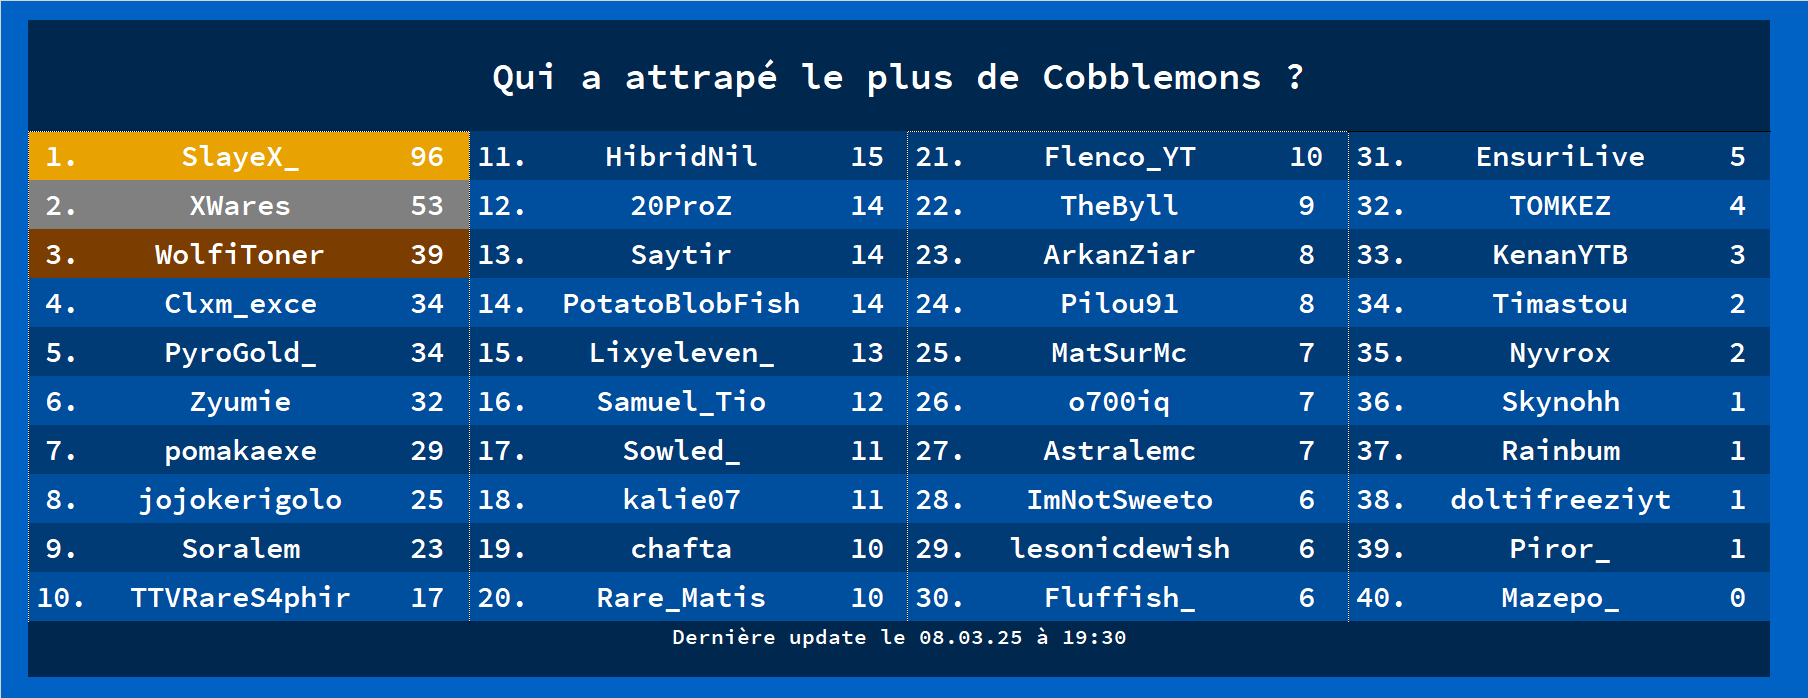 Qui a attrapé le plus de Cobblemons ?
1. SlayeX_ 96
2. XWares 53
3. WolfiToner 39
4. Clxm_exce 34
5. PyroGold_ 34
6. Zyumie 32
7. pomakaexe 29
8. jojokerigolo 25
9. Soralem 23
10. TTVRareS4phir 17
11. HibridNil 15
12. 20ProZ 14
13. Saytir 14
14. PotatoBlobFish 14
15. Lixyeleven_ 13
16. Samuel_Tio 12
17. Sowled_ 11
18. kalie07 11
19. chafta 10
20. Rare_Matis 10
21. Flenco_YT 10
22. TheByll 9
23. ArkanZiar 8
24. Pilou91 8
25. MatSurMc 7
26. o700iq 7
27. Astralemc 7
28. ImNotSweeto 6
29. lesonicdewish 6
30. Fluffish_ 6
31. EnsuriLive 5
32. TOMKEZ 4
33. KenanYTB 3
34. Timastou 2
35. Nyvrox 2
36. Skynohh 1
37. Rainbum 1
38. doltifreeziyt 1
39. Piror_ 1
40. Mazepo_ 0
Dernière update le 08.03.25 à 19:30